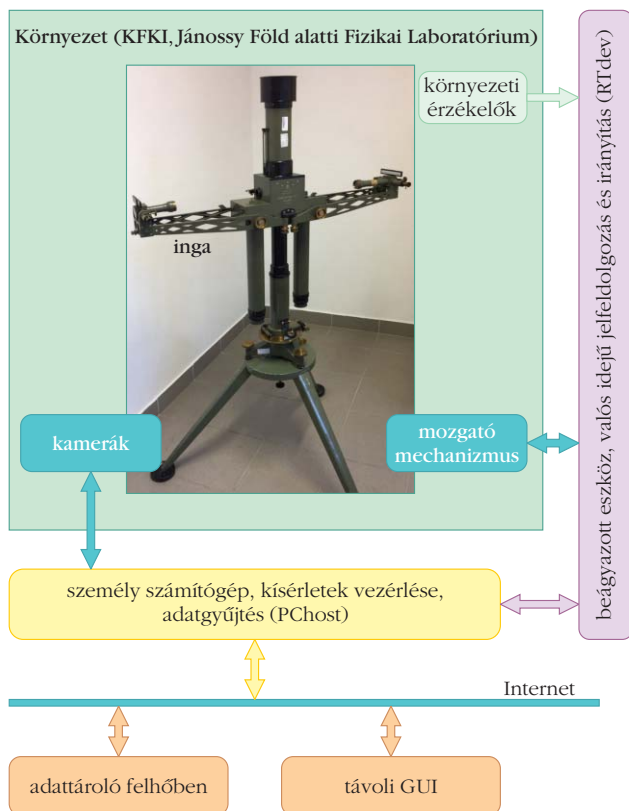 Környezet (KFKI, Jánossy Föld alatti Fizikai Laboratórium)
környezeti
érzékelők
inga
kamerák
mozgató
mechanizmus
beágyazott eszköz, valós idejű jelfeldolgozás és irányítás (RTdev)
személy számítógép, kísérletek vezérlése,
adatgyűjtés (PChost)
Internet
adattároló felhőben
távoli GUI